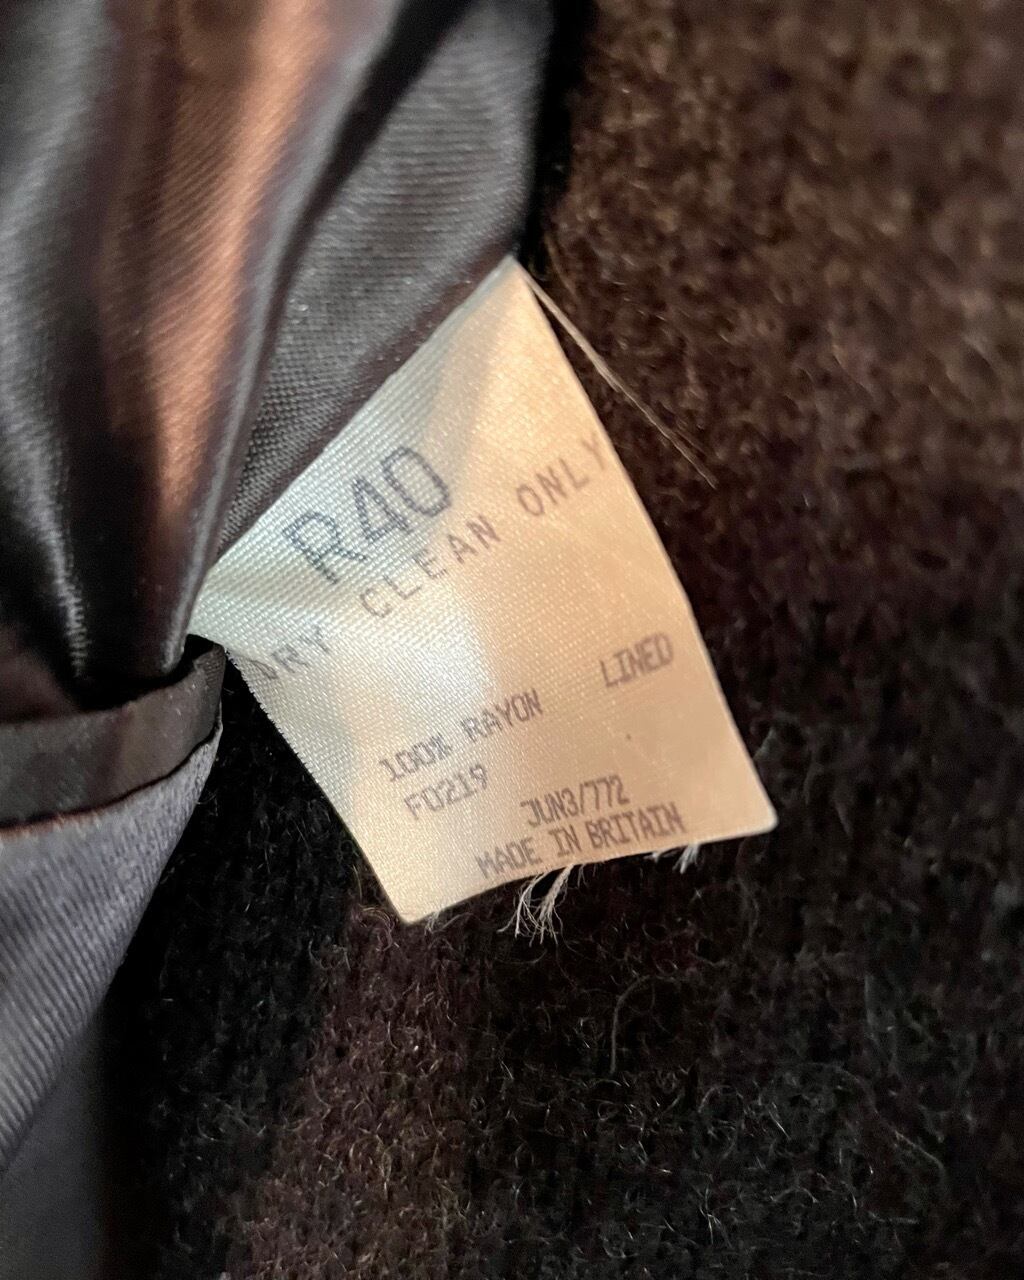 R40
DRY CLEAN ONLY
100% RAYON LINED
F0219
JUN3/772
MADE IN BRITAIN